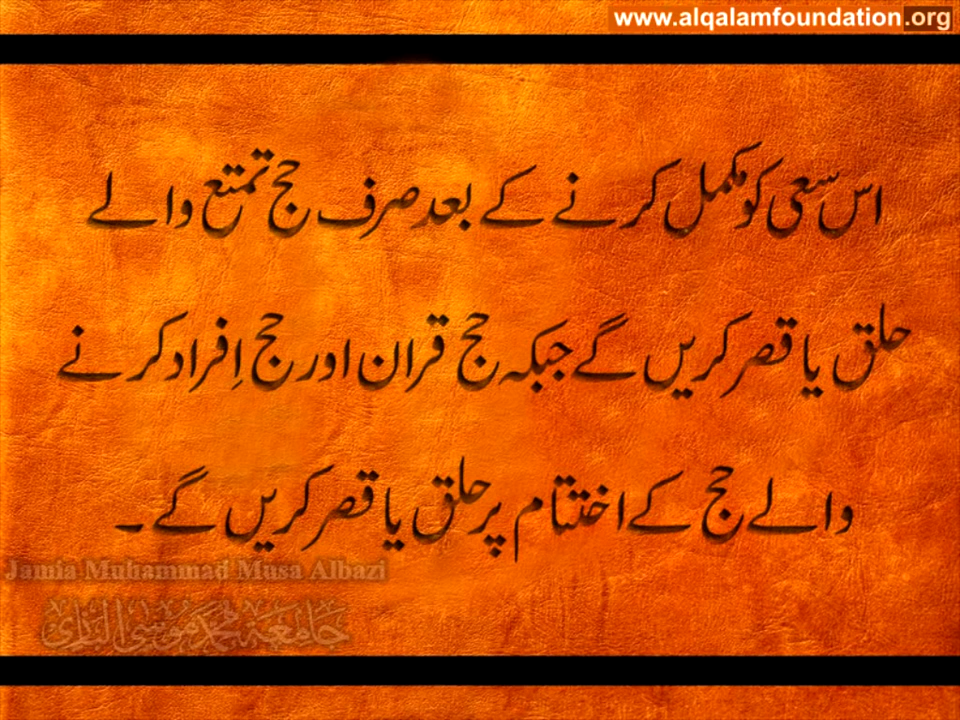 www.alqalamfoundation.org
اس سعی کو مکمل کرنے کے بعد صرف حج تمتع والے
حلق یا قصر کریں گے جبکہ حج قران اور حج اِفراد کرنے
والے حج کے اختتام پر حلق یا قصر کریں گے۔
Jamia Muhammad Musa Albazi
جامعہ محمد موسی البازی